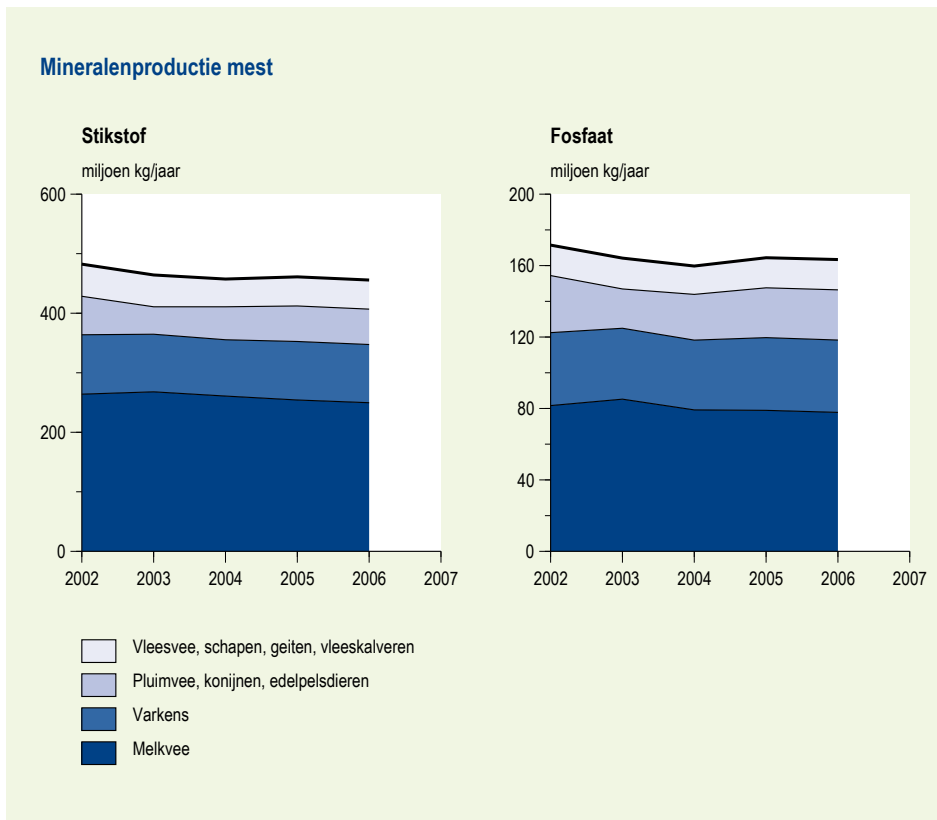 Mineralenproductie mest
Stikstof
miljoen kg/jaar
600
400
200
0
2002 2003 2004 2005 2006 2007
Fosfaat
miljoen kg/jaar
200
160
120
80
40
0
2002 2003 2004 2005 2006 2007
Vleesvee, schapen, geiten, vleeskalveren
Pluimvee, konijnen, edelpelsdieren
Varkens
Melkvee